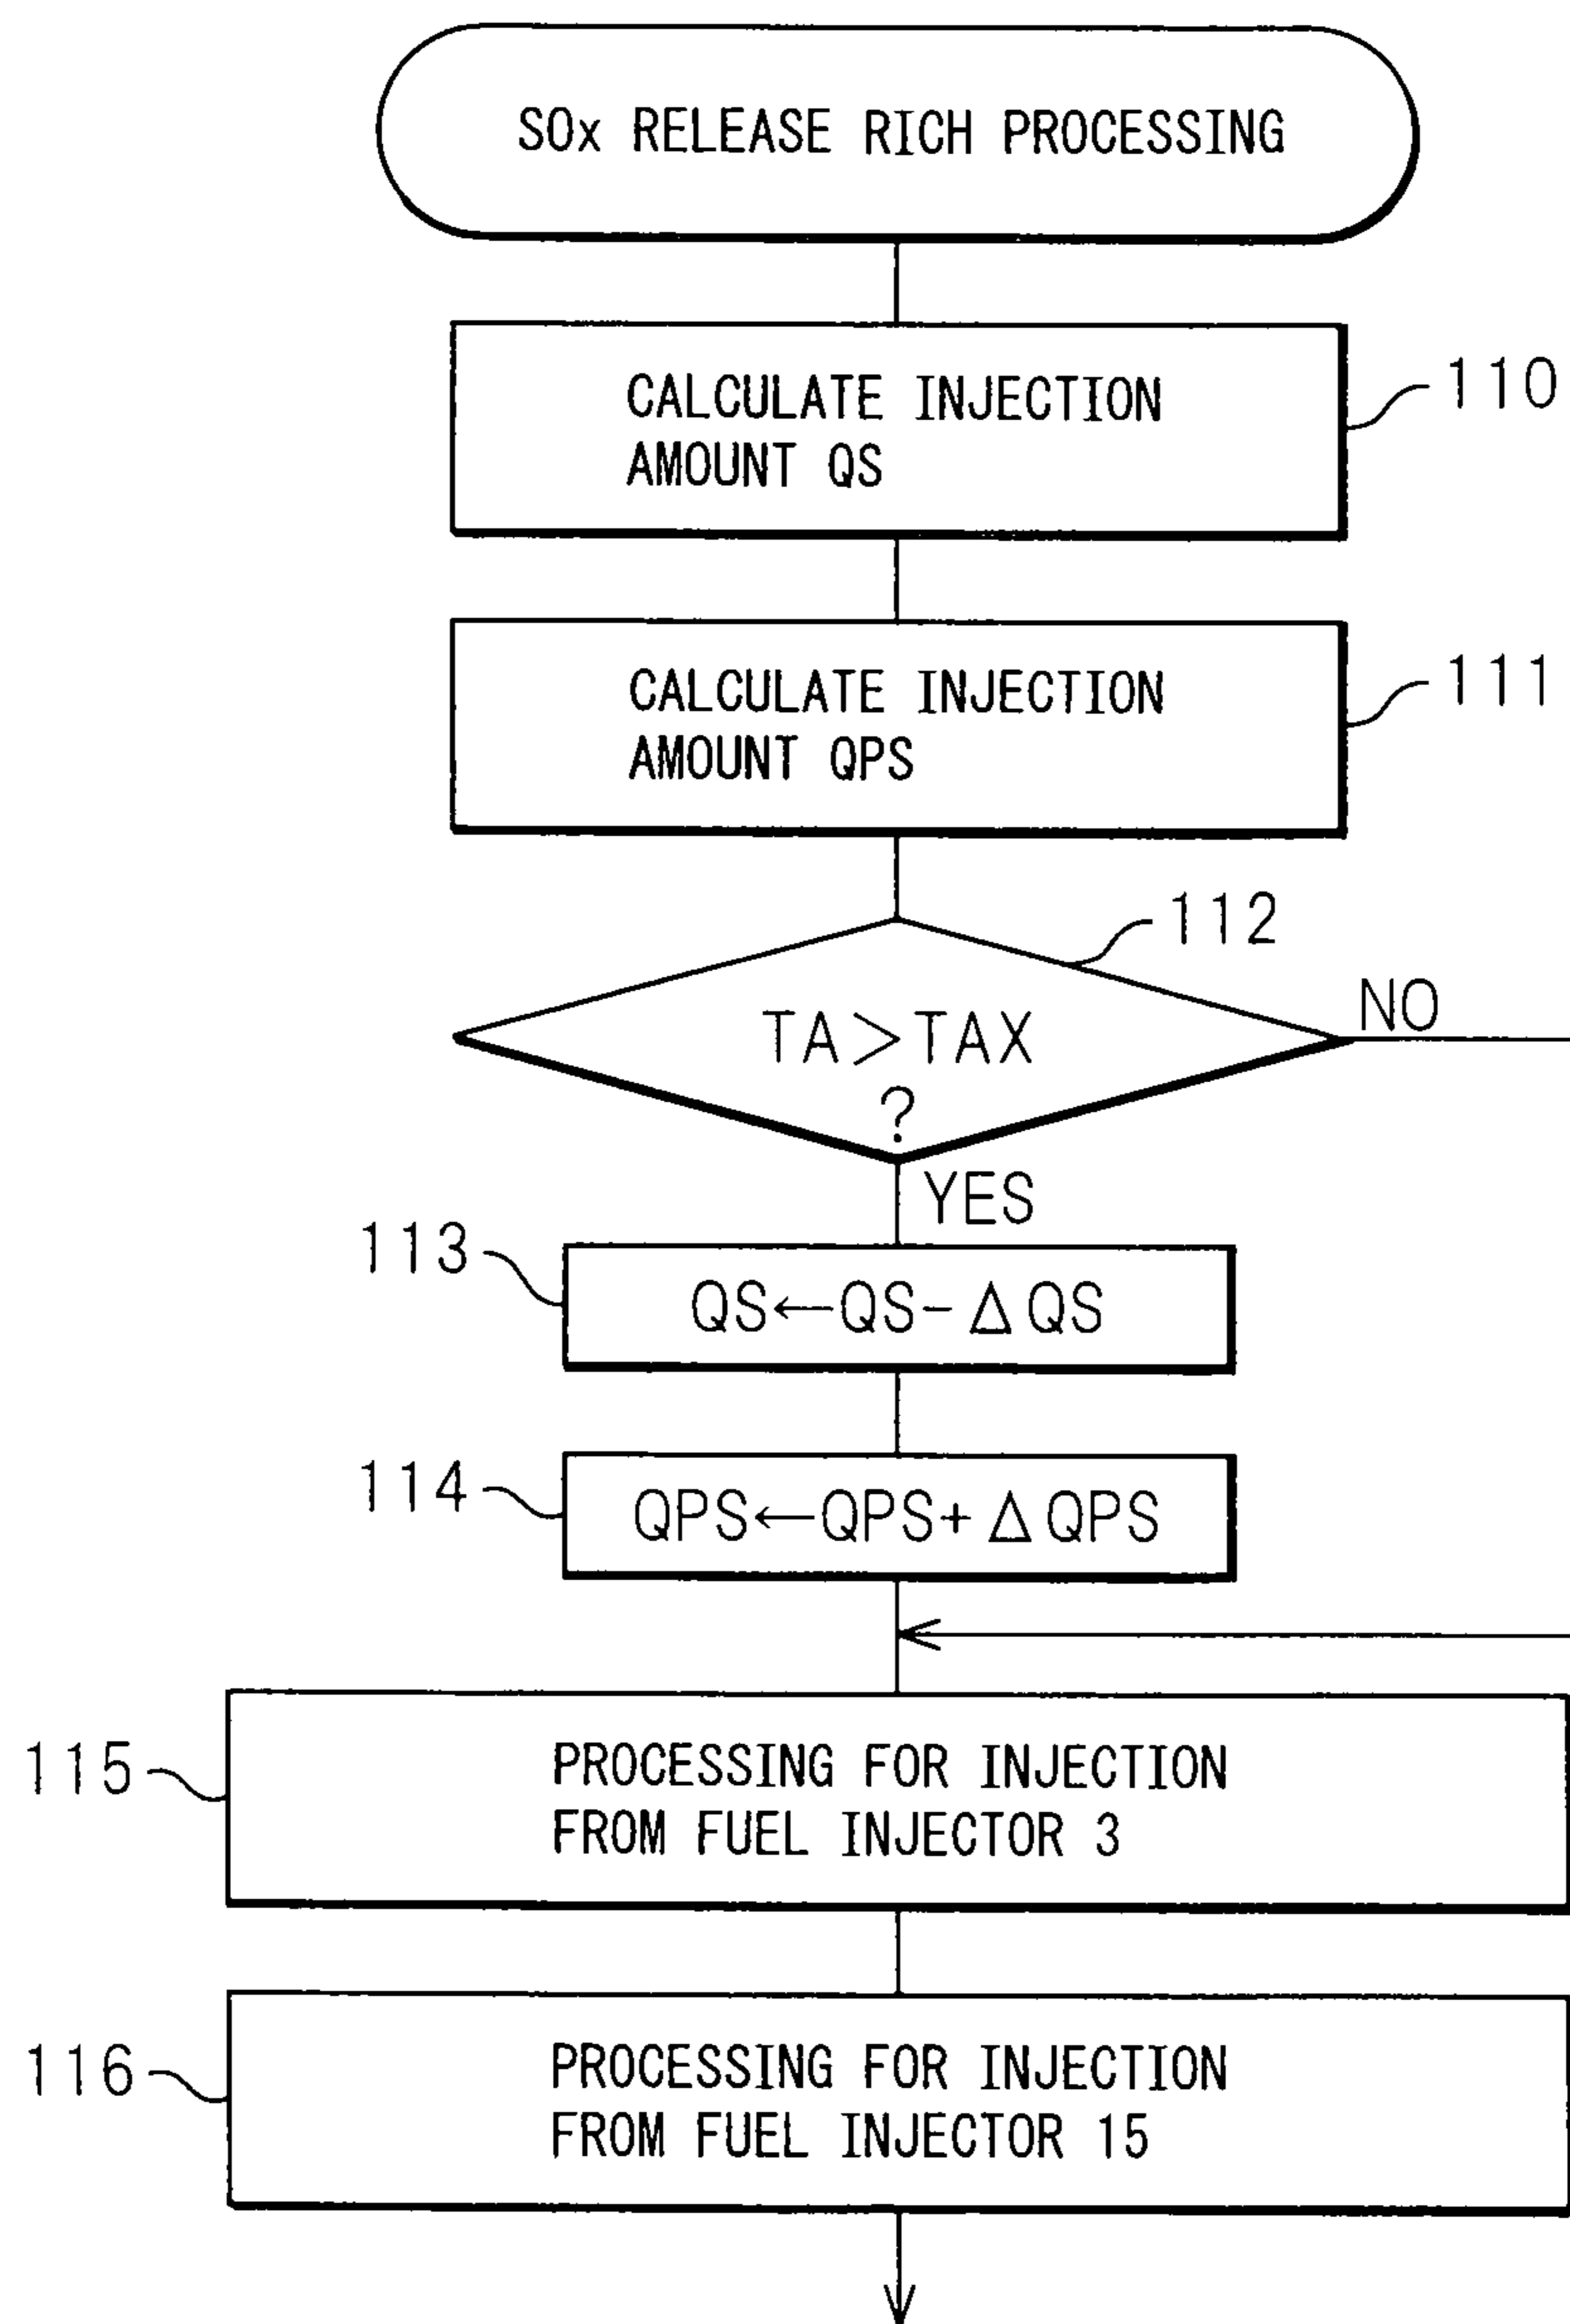 SOx RELEASE RICH PROCESSING
CALCULATE INJECTION
AMOUNT QS
110
CALCULATE INJECTION
AMOUNT QPS
111
112
TA>TAX
?
NO
YES
113
QS←QS-ΔQS
114
QPS←QPS+ΔQPS
115
PROCESSING FOR INJECTION
FROM FUEL INJECTOR 3
116
PROCESSING FOR INJECTION
FROM FUEL INJECTOR 15